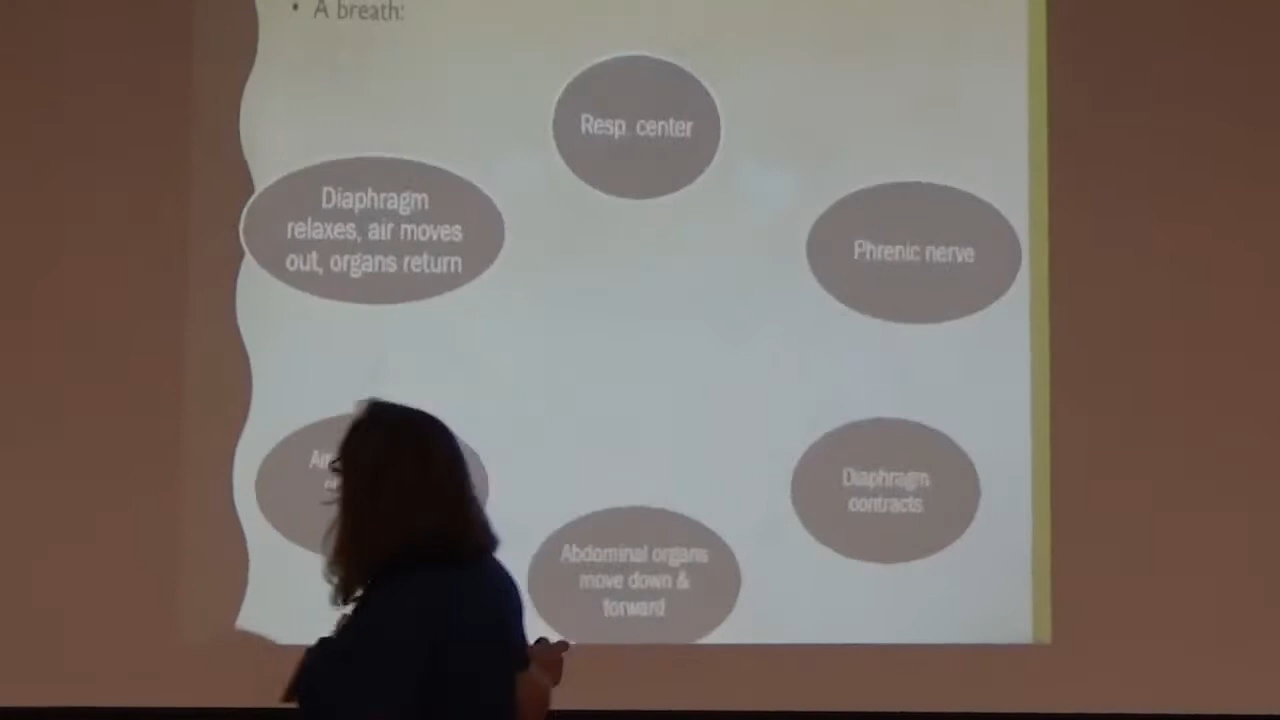 • A breath:
Resp. center
Phrenic nerve
Diaphragm
contracts
Abdominal organs
move down &
forward
Diaphragm
relaxes, air moves
out, organs return